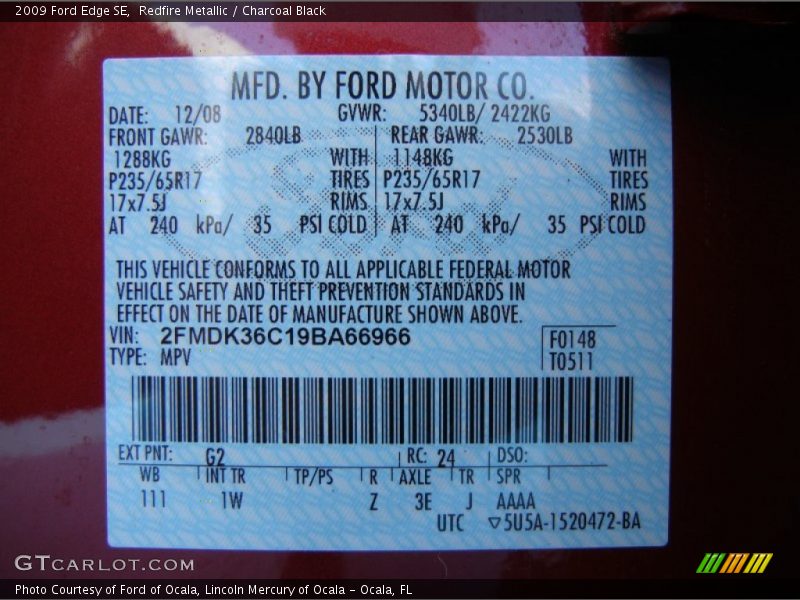 2009 Ford Edge SE,  Redfire Metallic / Charcoal Black
MFD. BY FORD MOTOR CO.
DATE: 12/08 GVWR: 5340LB/ 2422KG
FRONT GAWR: 2840LB REAR GAWR: 2530LB
1288KG WITH 1148KG WITH
P235/65R17 TIRES P235/65R17 TIRES
17x7.5J RIMS 17x7.5J RIMS
AT 240 kPa/ 35 PSI COLD AT 240 kPa/ 35 PSI COLD
THIS VEHICLE CONFORMS TO ALL APPLICABLE FEDERAL MOTOR
VEHICLE SAFETY AND THEFT PREVENTION STANDARDS IN
EFFECT ON THE DATE OF MANUFACTURE SHOWN ABOVE.
VIN: 2FMDK36C19BA66966 F0148
TYPE: MPV T0511
EXT PNT: G2 RC: 24 DSO:
WB INT TR TP/PS R AXLE TR SPR
111 1W Z 3E J AAAA
UTC ▽5U5A-1520472-BA
GTCARLOT.COM
Photo Courtesy of Ford of Ocala, Lincoln Mercury of Ocala - Ocala, FL